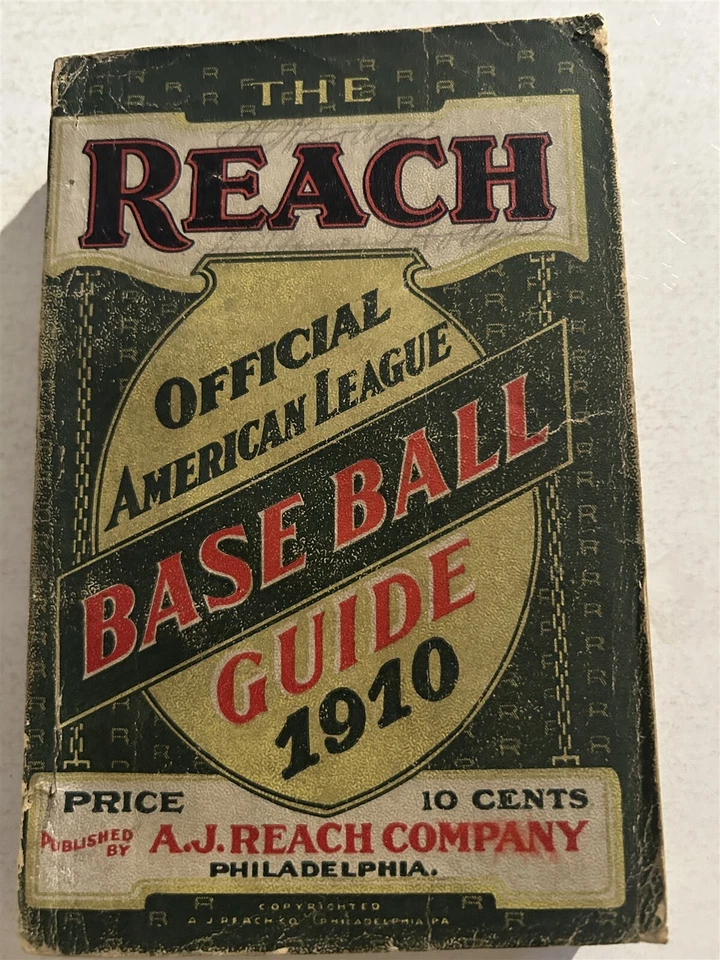 THE
REACH
OFFICIAL
AMERICAN LEAGUE
BASE BALL
GUIDE
1910
PRICE 10 CENTS
PUBLISHED BY A.J. REACH COMPANY
PHILADELPHIA.
COPYRIGHTED
A J REACH CO. PHILADELPHIA PA